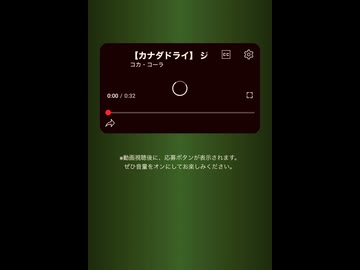 【カナダドライ】 ジ
コカ・コーラ
CC
0:00 / 0:32
※動画視聴後に、応募ボタンが表示されます。
ぜひ音量をオンにしてお楽しみください。